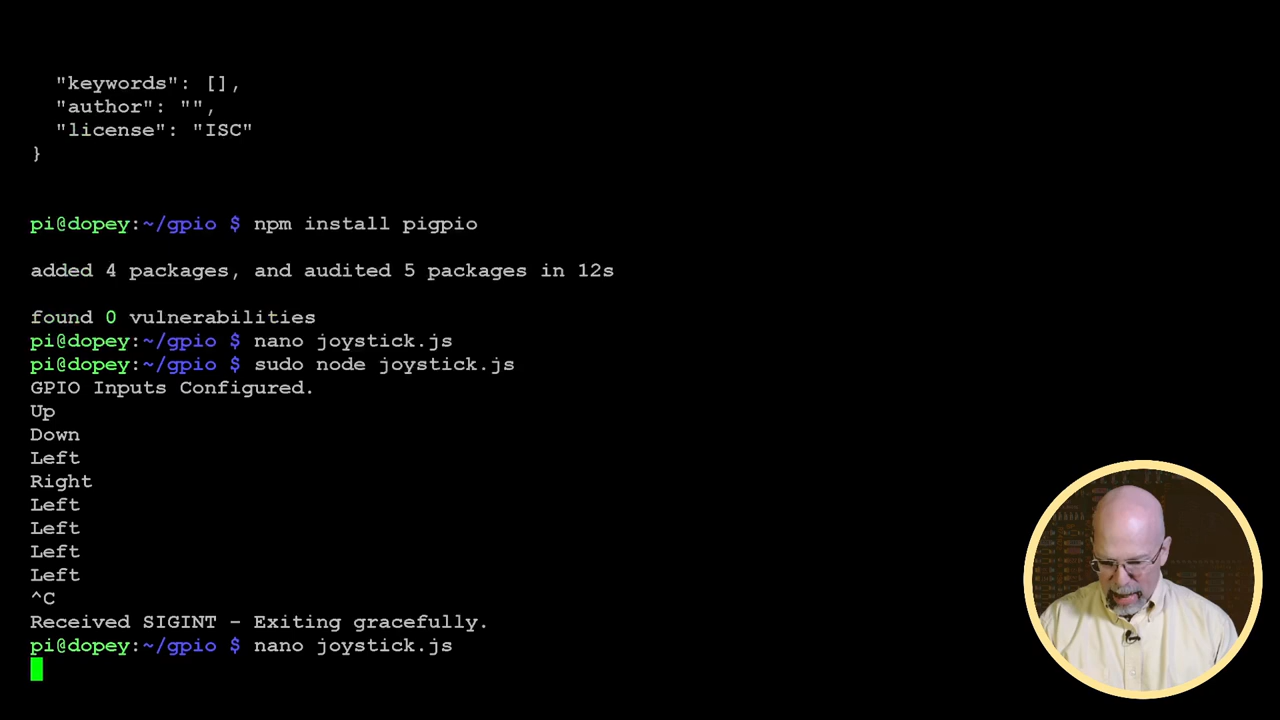 "keywords": [],
"author": "",
"license": "ISC"
}
pi@dopey:~/gpio $ npm install pigpio
added 4 packages, and audited 5 packages in 12s
found 0 vulnerabilities
pi@dopey:~/gpio $ nano joystick.js
pi@dopey:~/gpio $ sudo node joystick.js
GPIO Inputs Configured.
Up
Down
Left
Right
Left
Left
Left
Left
^C
Received SIGINT - Exiting gracefully.
pi@dopey:~/gpio $ nano joystick.js